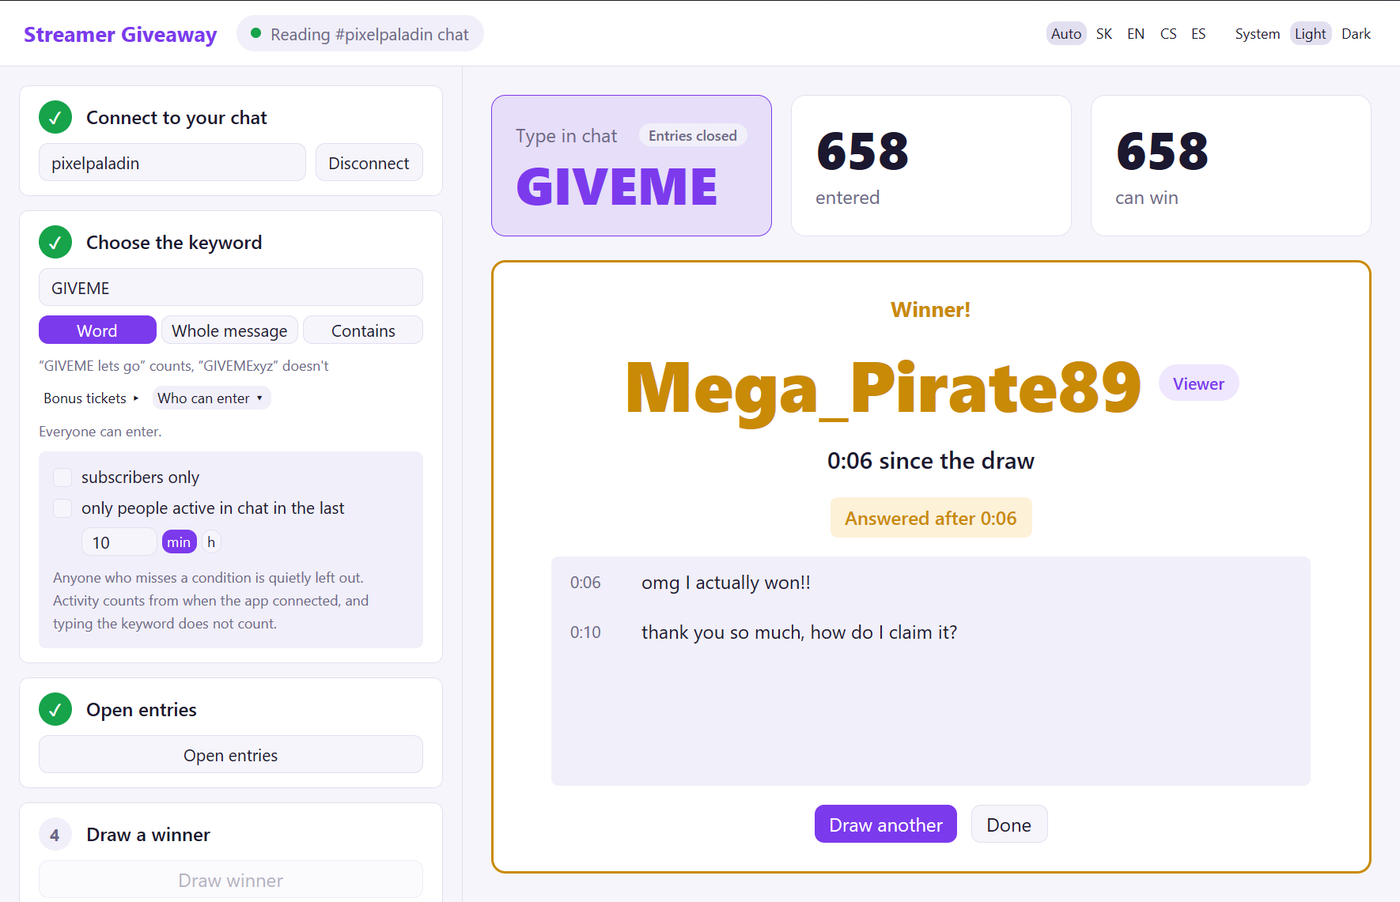 Streamer Giveaway
Reading #pixelpaladin chat
Auto SK EN CS ES System Light Dark
Connect to your chat
pixelpaladin Disconnect
Choose the keyword
GIVEME
Word Whole message Contains
“GIVEME lets go” counts, “GIVEMExyz” doesn't
Bonus tickets ▸ Who can enter ▾
Everyone can enter.
subscribers only
only people active in chat in the last
10 min h
Anyone who misses a condition is quietly left out.
Activity counts from when the app connected, and
typing the keyword does not count.
Open entries
Open entries
4 Draw a winner
Draw winner
Type in chat Entries closed
GIVEME
658
entered
658
can win
Winner!
Mega_Pirate89 Viewer
0:06 since the draw
Answered after 0:06
0:06 omg I actually won!!
0:10 thank you so much, how do I claim it?
Draw another Done